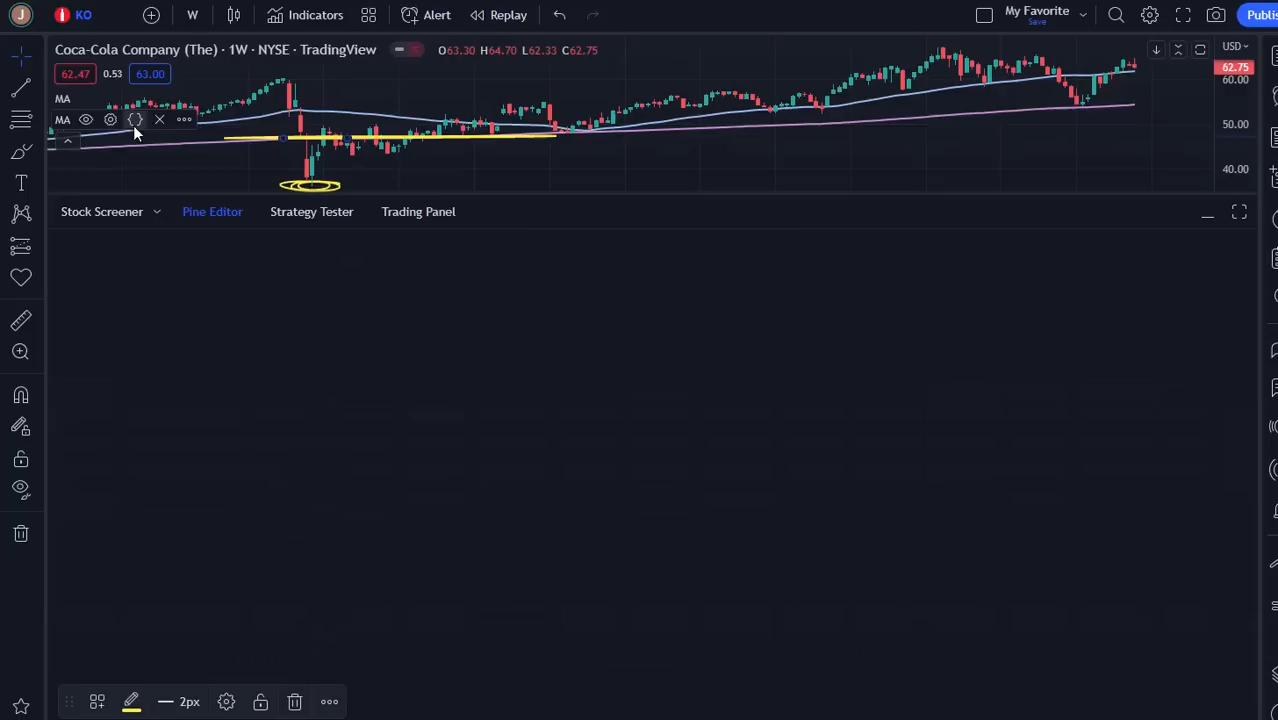 J KO W Indicators Alert Replay My Favorite Save Publi
Coca-Cola Company (The) · 1W · NYSE · TradingView O63.30 H64.70 L62.33 C62.75 USD
62.47 0.53 63.00 62.75
60.00
MA
MA
50.00
40.00
Stock Screener Pine Editor Strategy Tester Trading Panel
2px